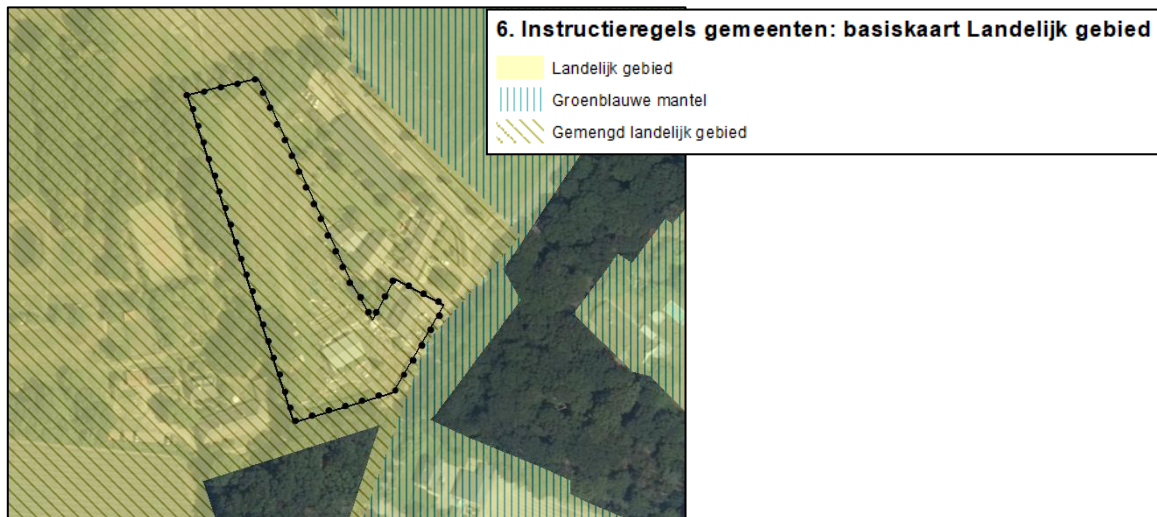 6. Instructieregels gemeenten: basiskaart Landelijk gebied
Landelijk gebied
Groenblauwe mantel
Gemengd landelijk gebied